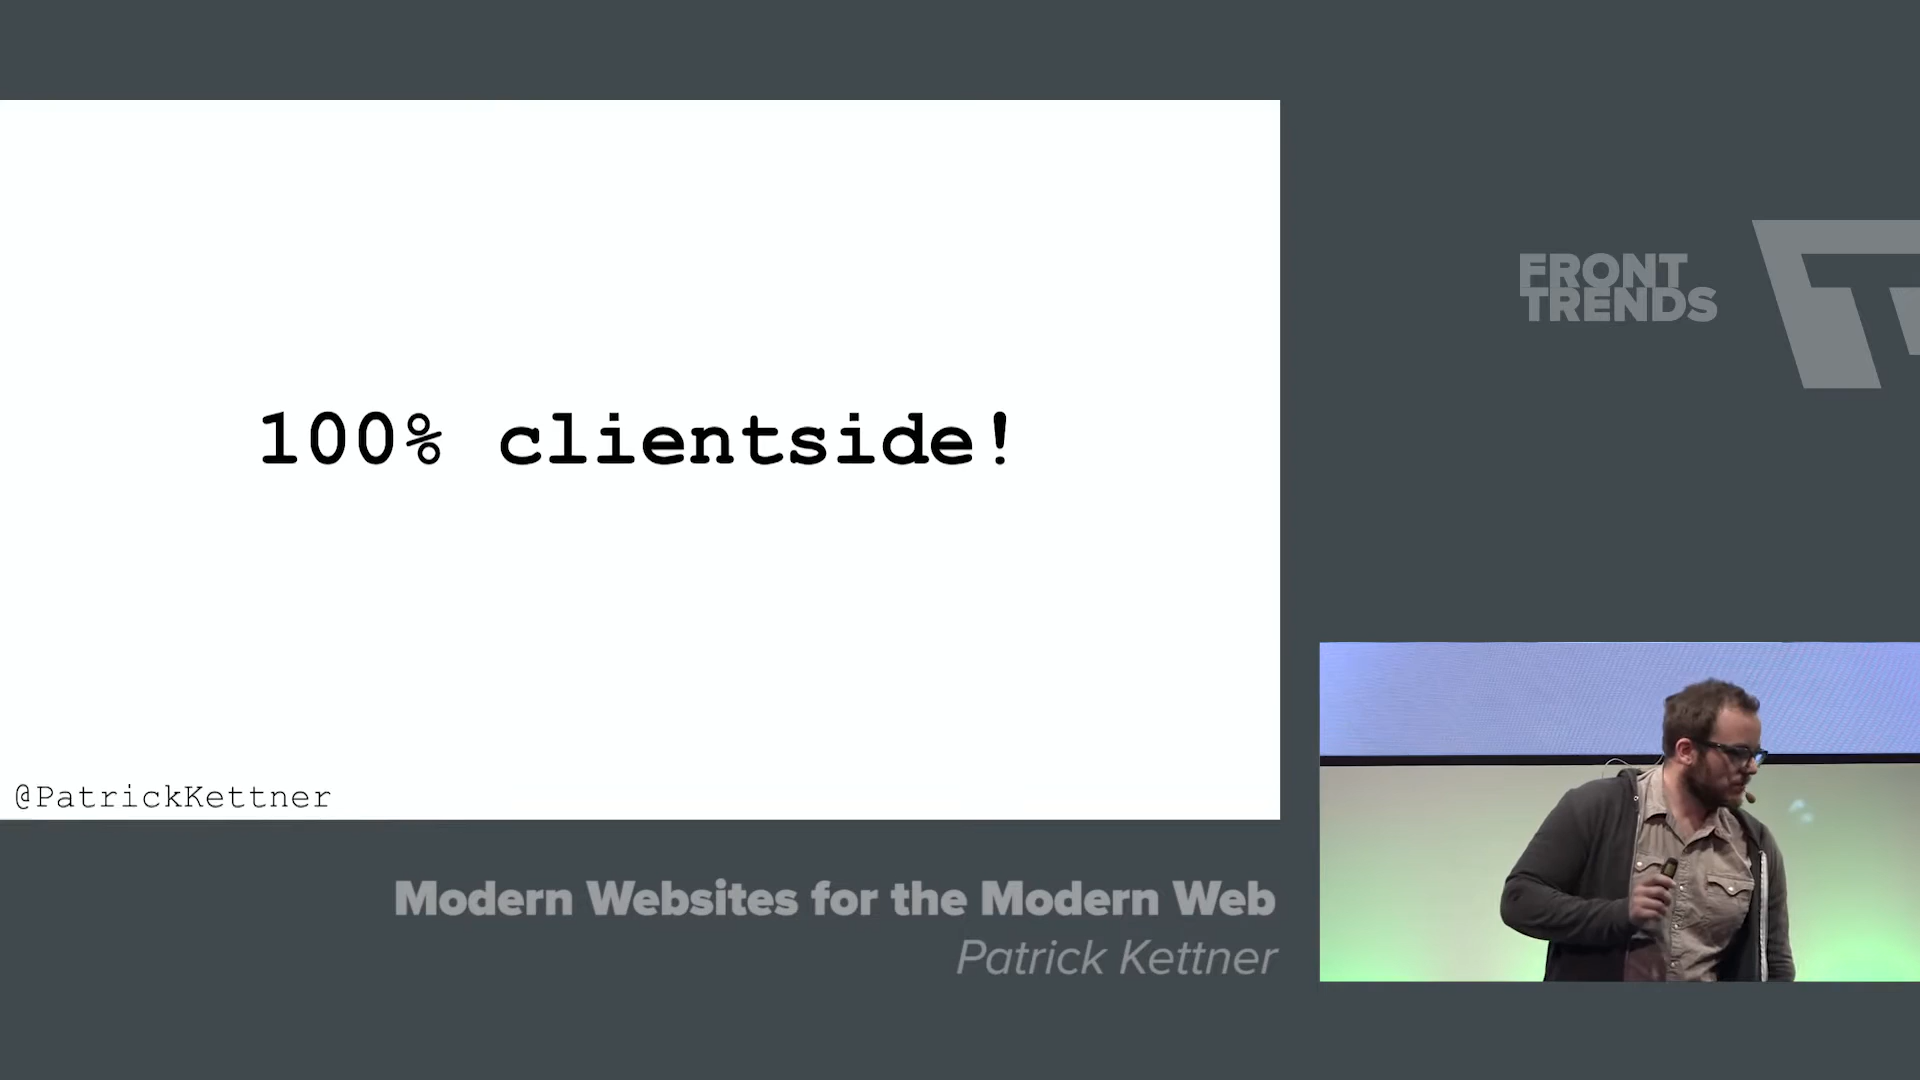 100% clientside!
@PatrickKettner
FRONT
TRENDS
Modern Websites for the Modern Web
Patrick Kettner